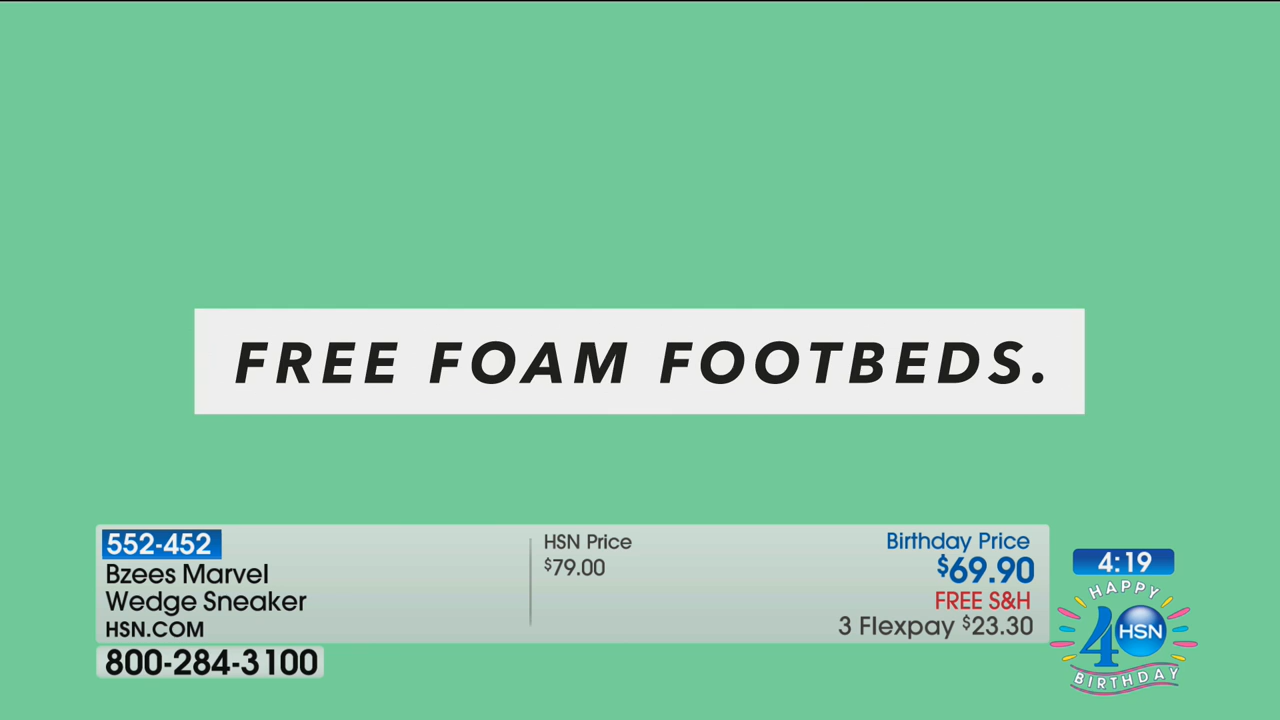 FREE FOAM FOOTBEDS.
552-452
Bzees Marvel
Wedge Sneaker
HSN.COM
800-284-3100
HSN Price
$79.00
Birthday Price
$69.90
FREE S&H
3 Flexpay $23.30
4:19
HAPPY
40 HSN
BIRTHDAY